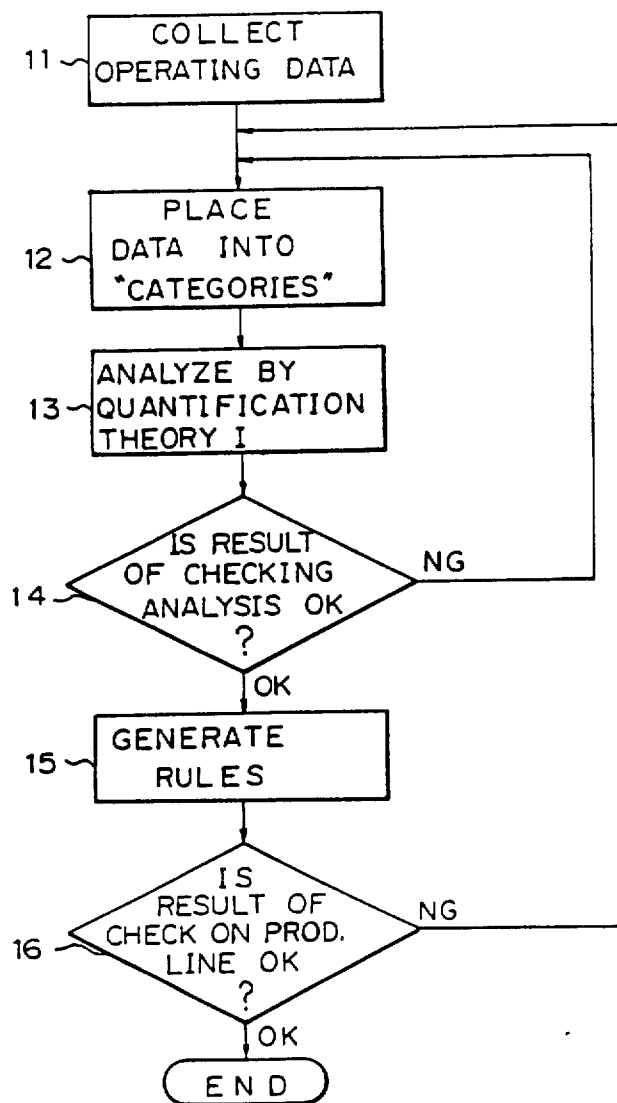 11
COLLECT
OPERATING DATA
12
PLACE
DATA INTO
"CATEGORIES"
13
ANALYZE BY
QUANTIFICATION
THEORY I
14
IS RESULT
OF CHECKING
ANALYSIS OK
?
NG
OK
15
GENERATE
RULES
16
IS
RESULT OF
CHECK ON PROD.
LINE OK
?
NG
OK
END